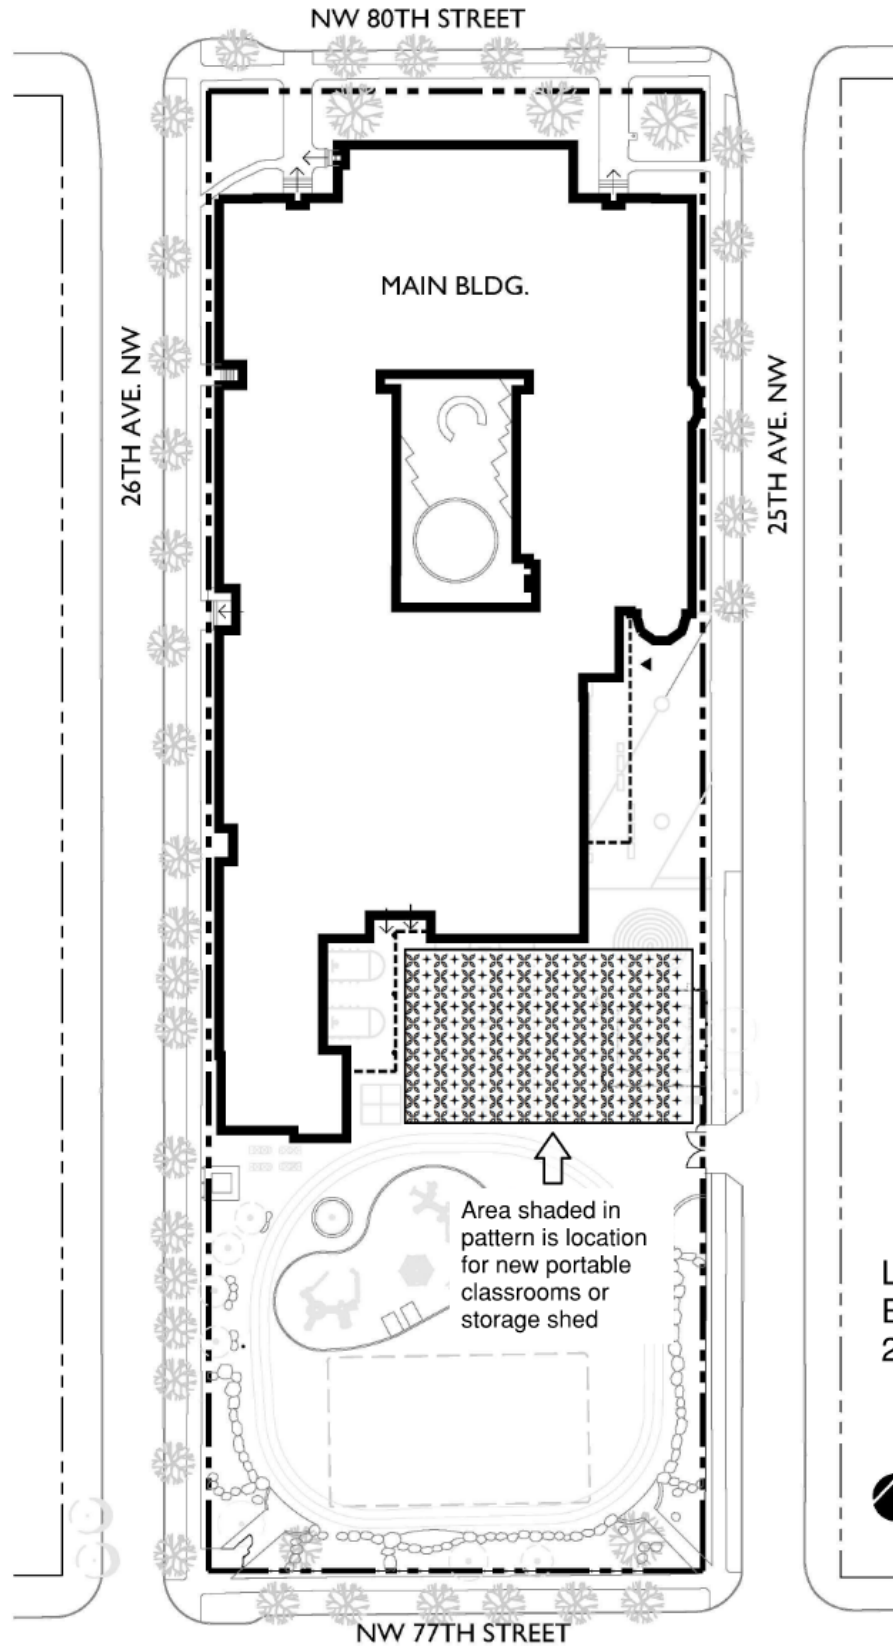 NW 80TH STREET
MAIN BLDG.
26TH AVE. NW
25TH AVE. NW
Area shaded in
pattern is location
for new portable
classrooms or
storage shed
L
E
2
NW 77TH STREET